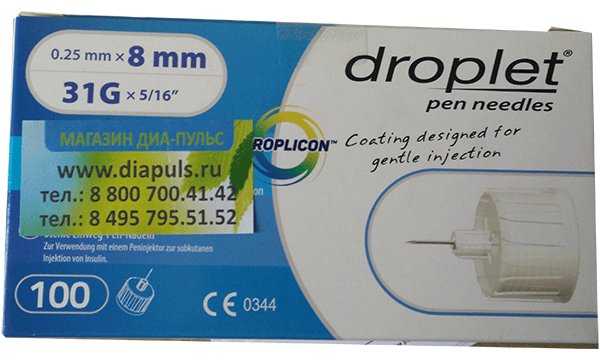 0.25 mm × 8 mm
31G × 5/16"
droplet®
pen needles
МАГАЗИН ДИА-ПУЛЬС
www.diapuls.ru
тел.: 8 800 700.41.42
тел.: 8 495 795.51.52
ROPLICON™
Coating designed for
gentle injection
Zur Verwendung mit einem Peninjektor zur subkutanen
Injektion von Insulin.
100
CE 0344